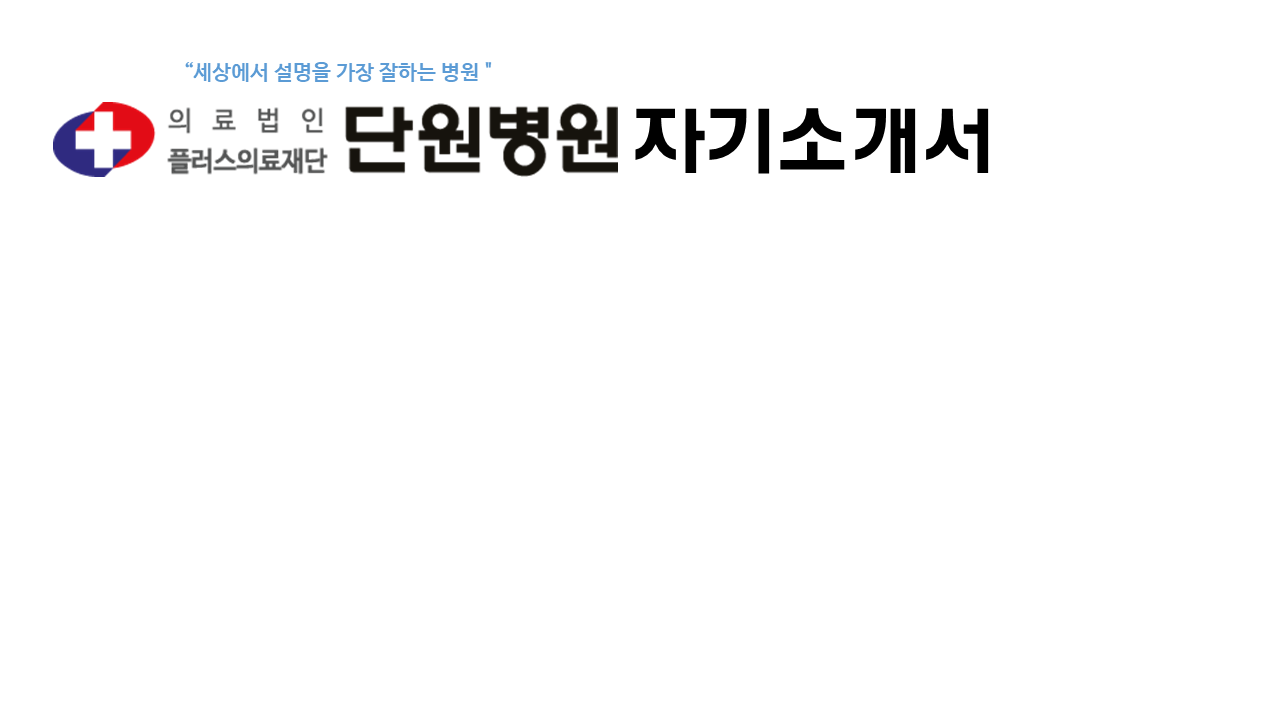 “세상에서 설명을 가장 잘하는 병원 "
의 료 법 인
플러스의료재단
단원병원 자기소개서